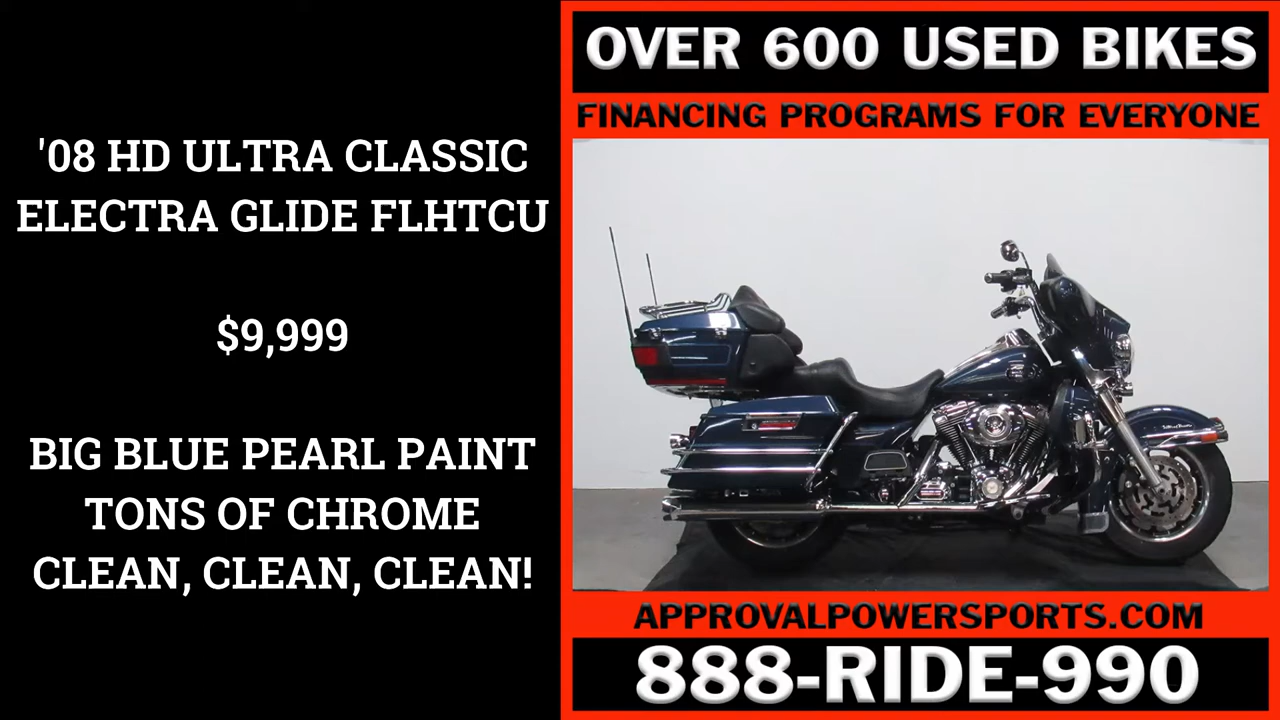 '08 HD ULTRA CLASSIC
ELECTRA GLIDE FLHTCU
$9,999
BIG BLUE PEARL PAINT
TONS OF CHROME
CLEAN, CLEAN, CLEAN!
OVER 600 USED BIKES
FINANCING PROGRAMS FOR EVERYONE
APPROVALPOWERSPORTS.COM
888-RIDE-990